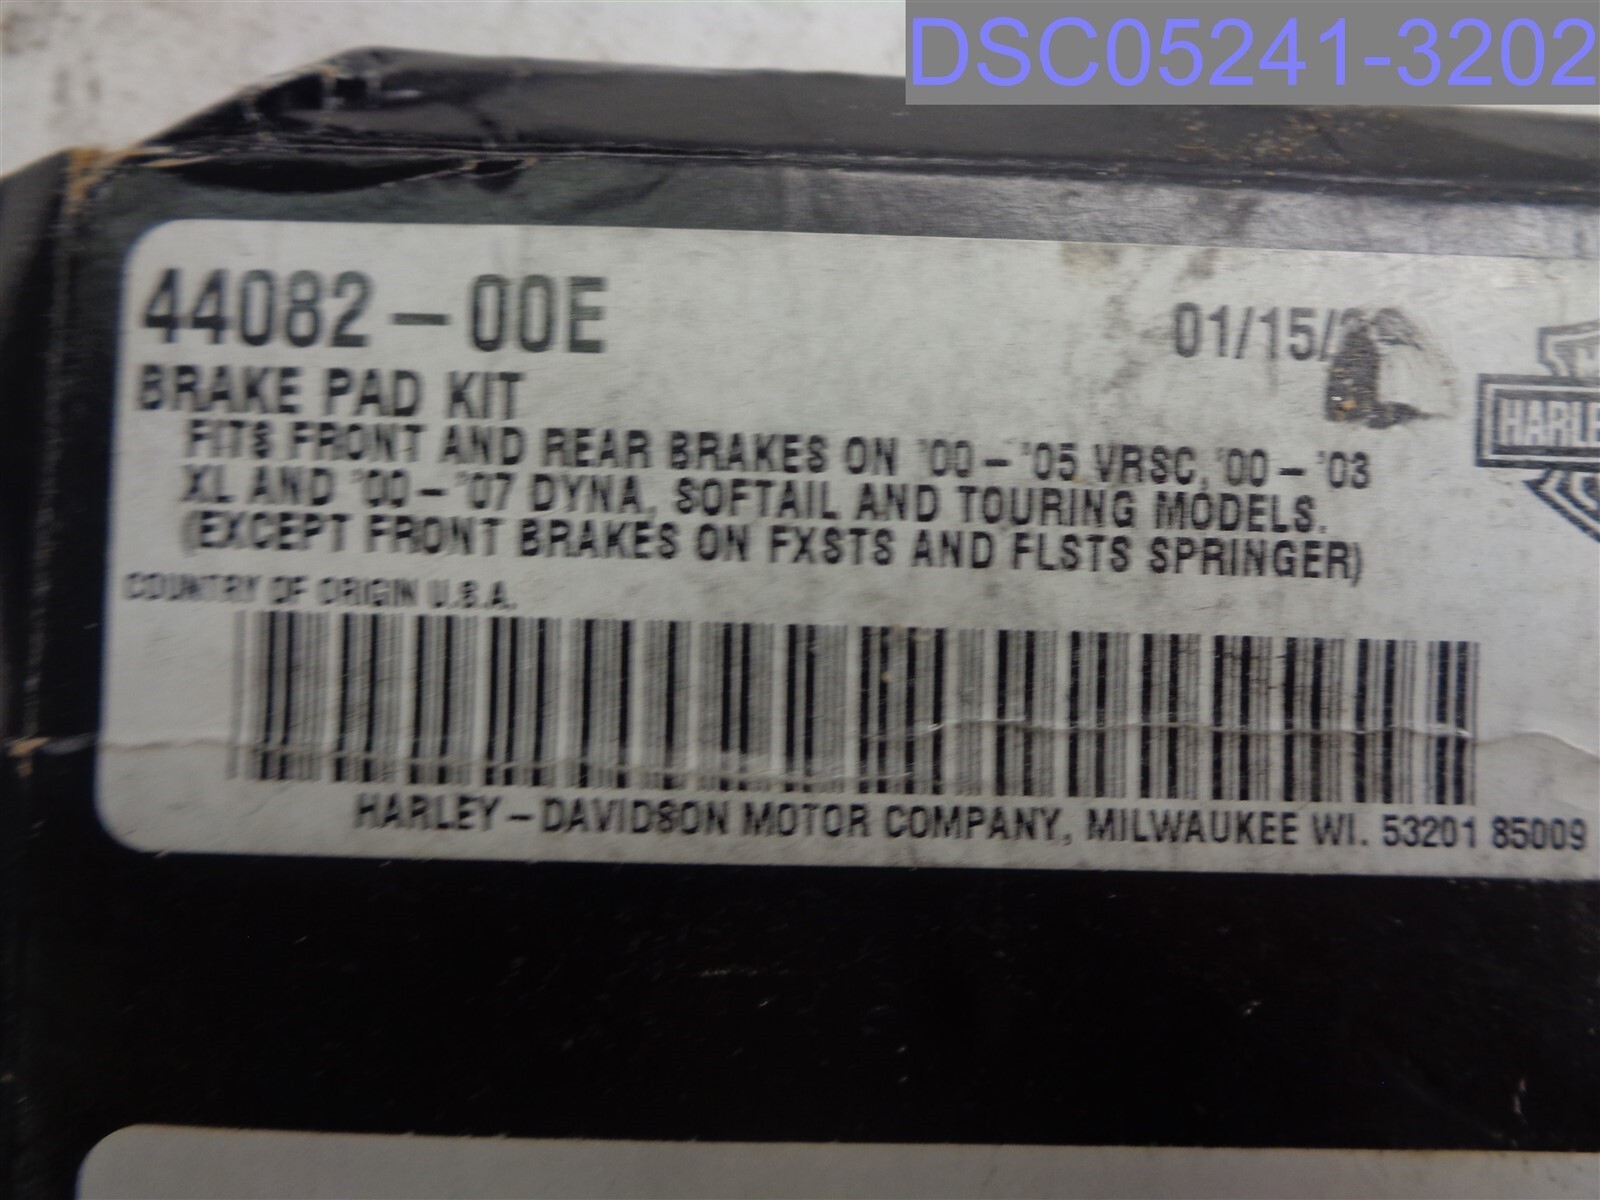 DSC05241-3202
44082-00E
01/15/
BRAKE PAD KIT
FITS FRONT AND REAR BRAKES ON '00-'05 VRSC, '00-'03
XL AND '00-'07 DYNA, SOFTAIL AND TOURING MODELS.
(EXCEPT FRONT BRAKES ON FXSTS AND FLSTS SPRINGER)
COUNTRY OF ORIGIN U.S.A.
HARLEY-DAVIDSON MOTOR COMPANY, MILWAUKEE WI. 53201 85009